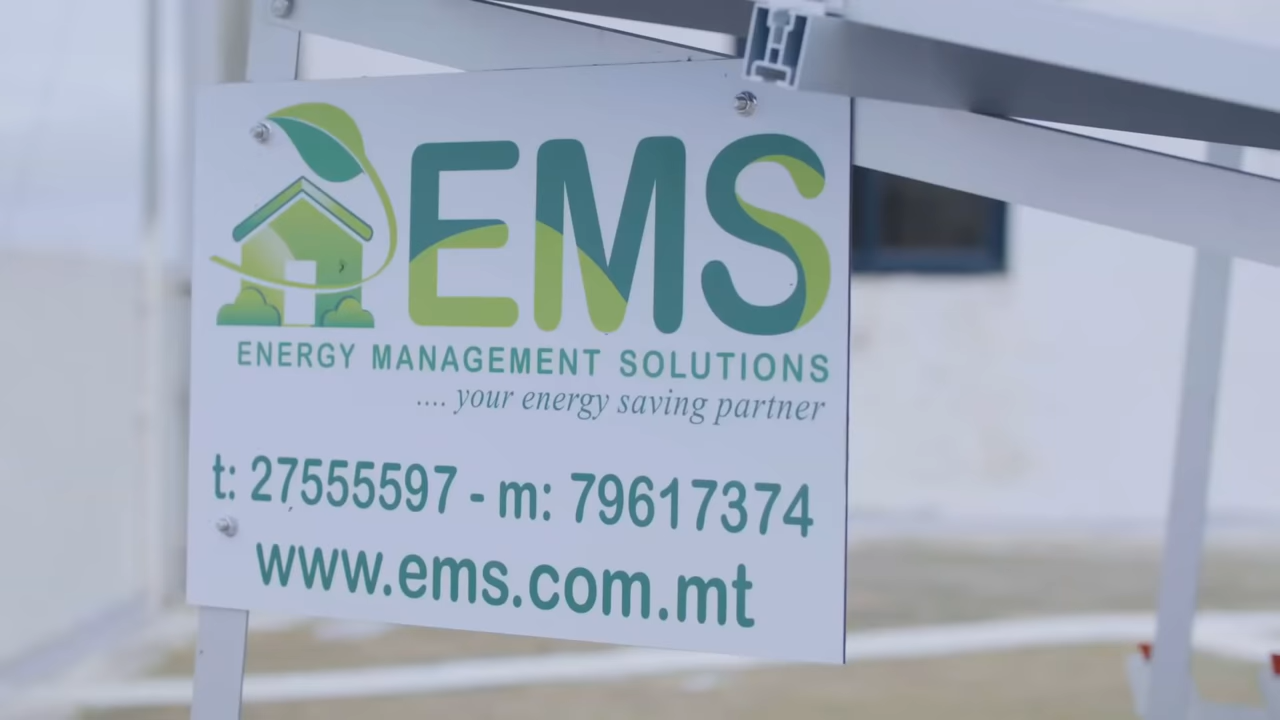 EMS
ENERGY MANAGEMENT SOLUTIONS
.... your energy saving partner
t: 27555597 - m: 79617374
www.ems.com.mt